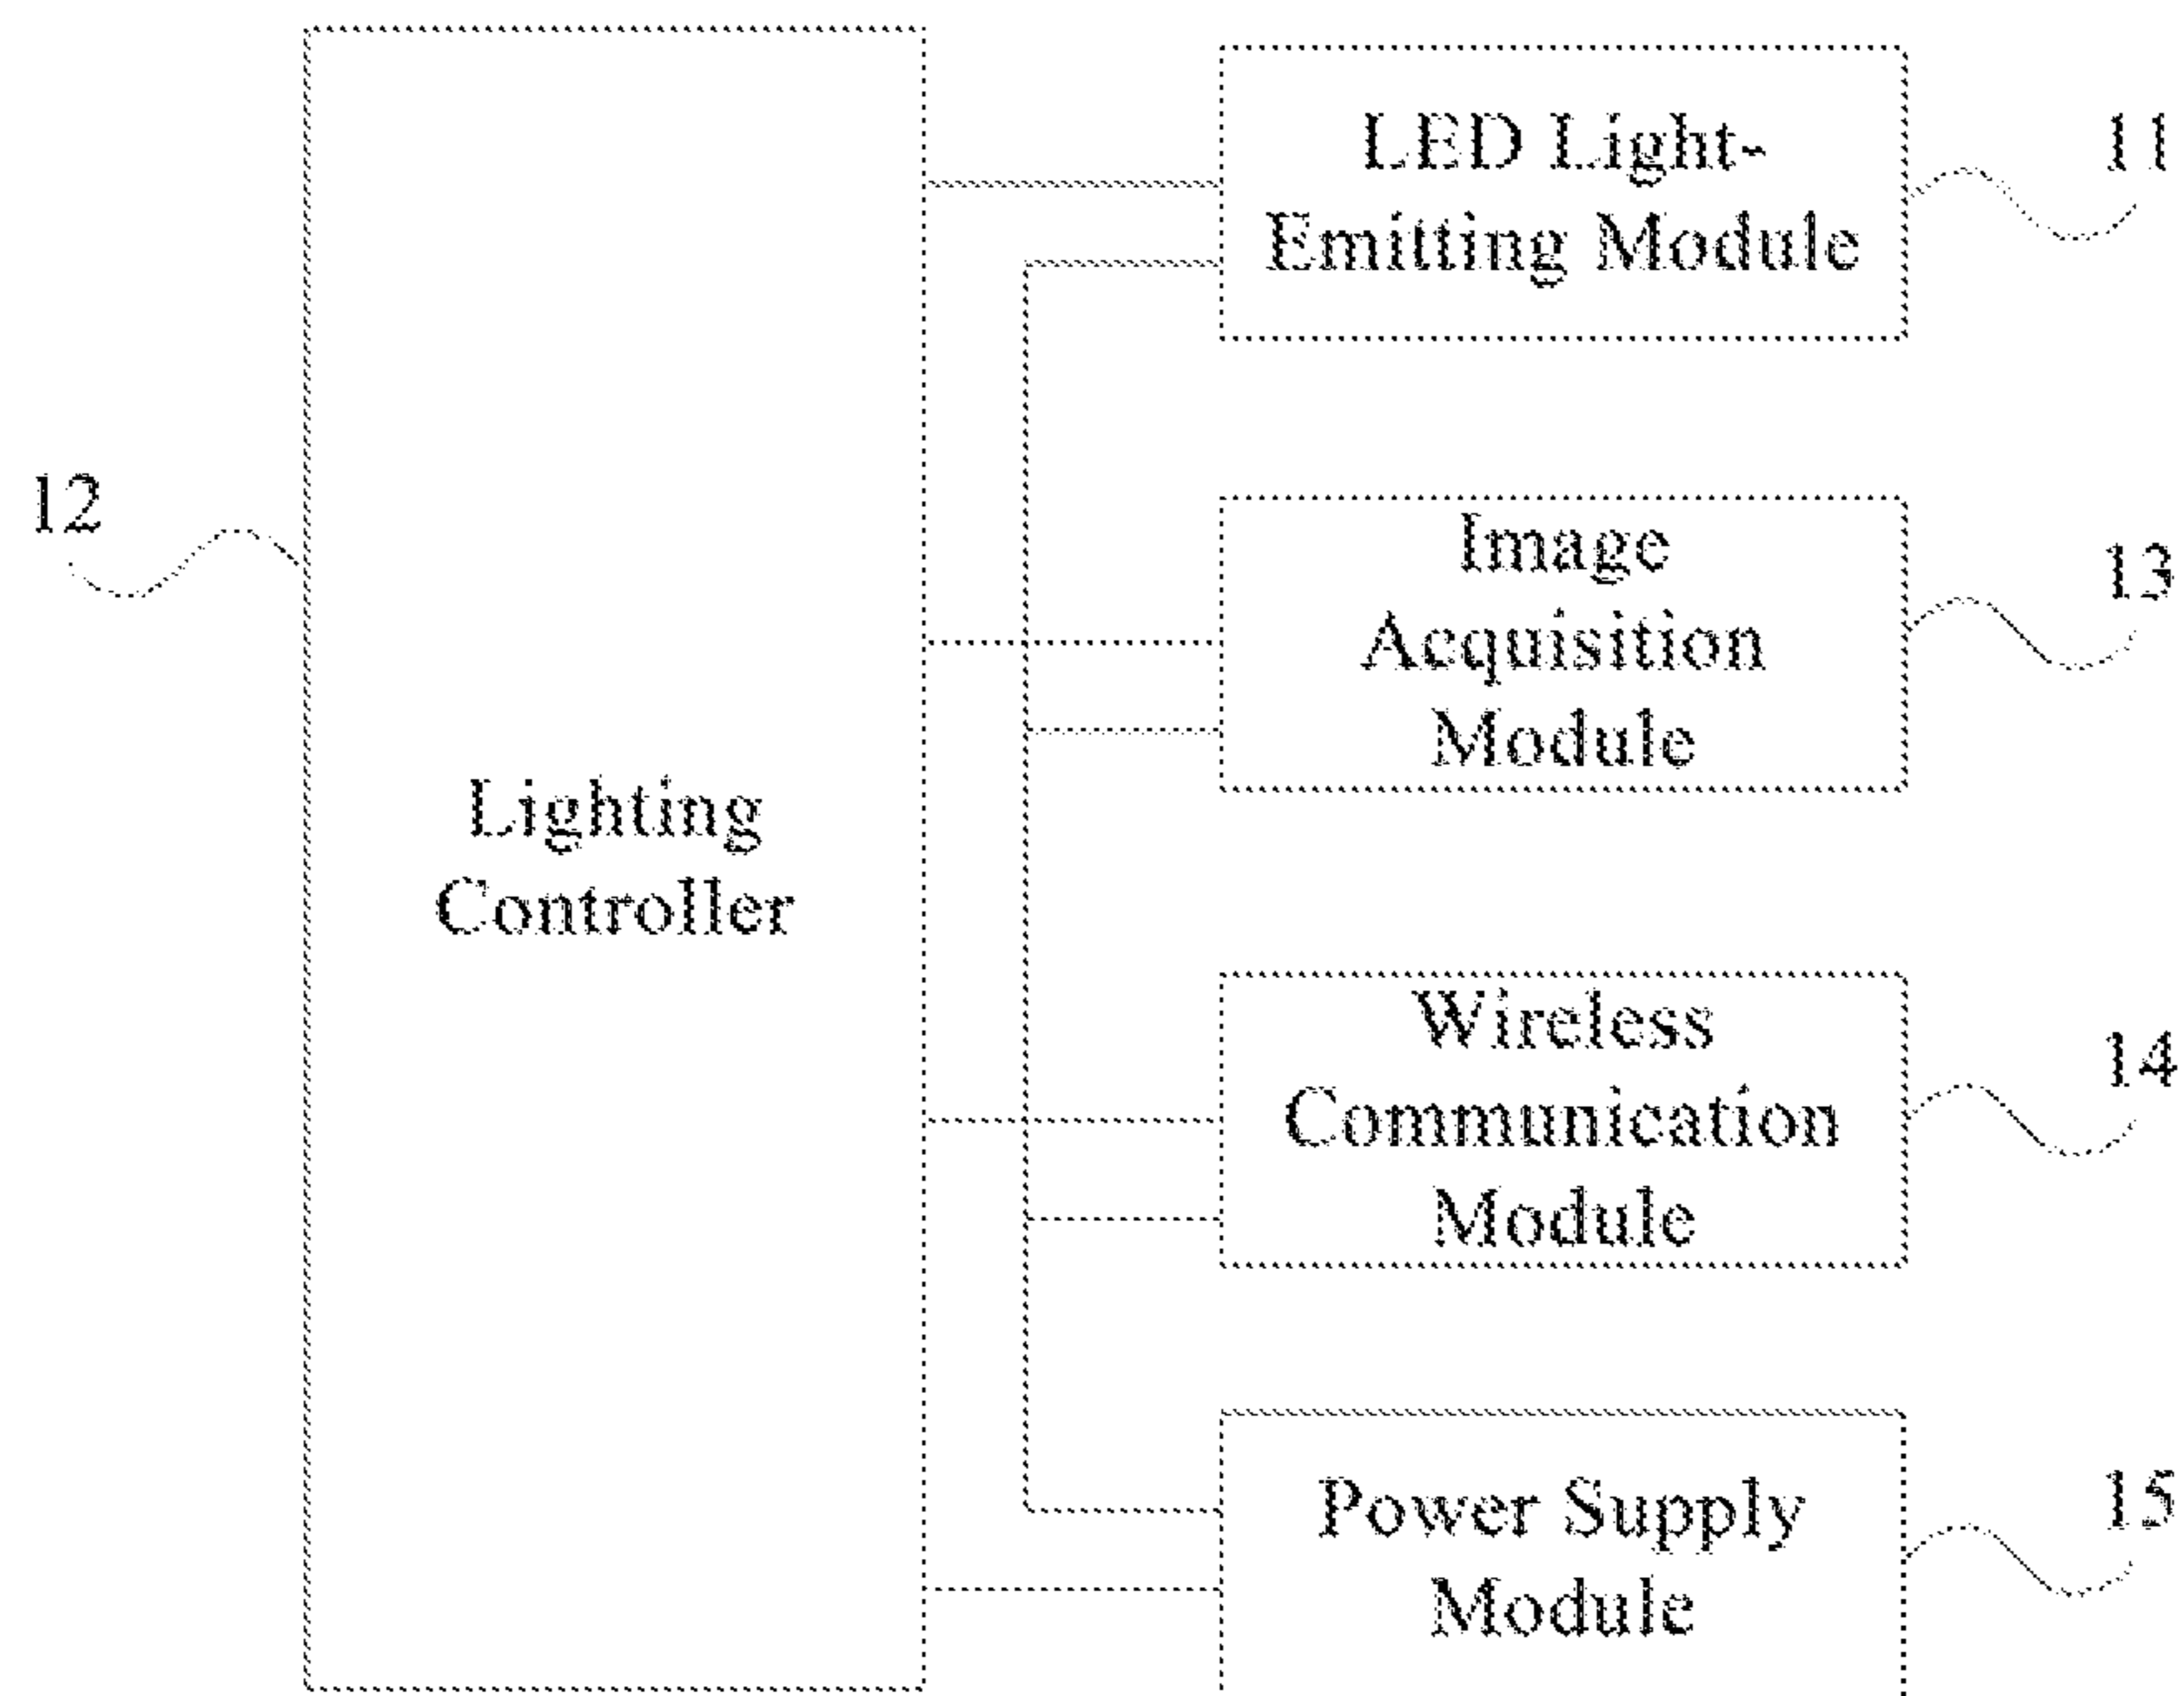 LED Light-
Emitting Module
11
12
Image
Acquisition
Module
13
Lighting
Controller
Wireless
Communication
Module
14
Power Supply
Module
15